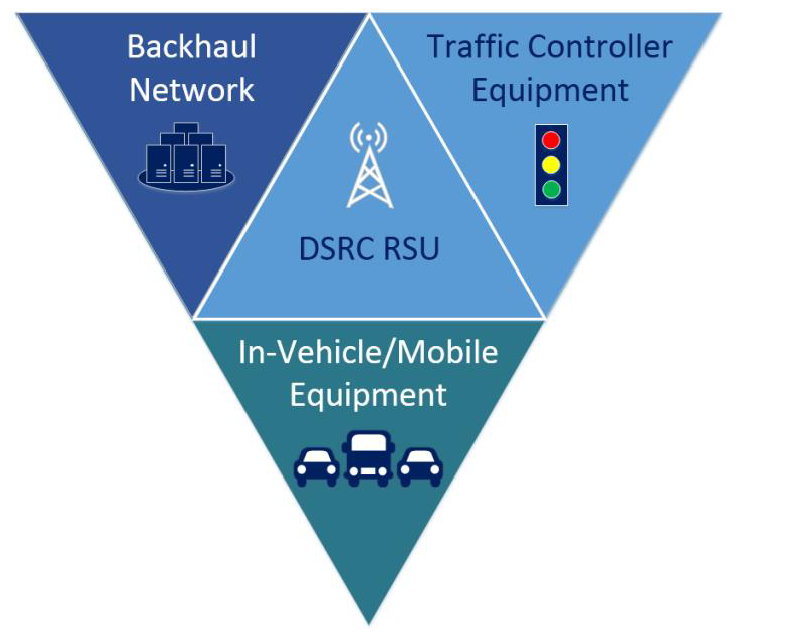 Backhaul
Network
Traffic Controller
Equipment
DSRC RSU
In-Vehicle/Mobile
Equipment